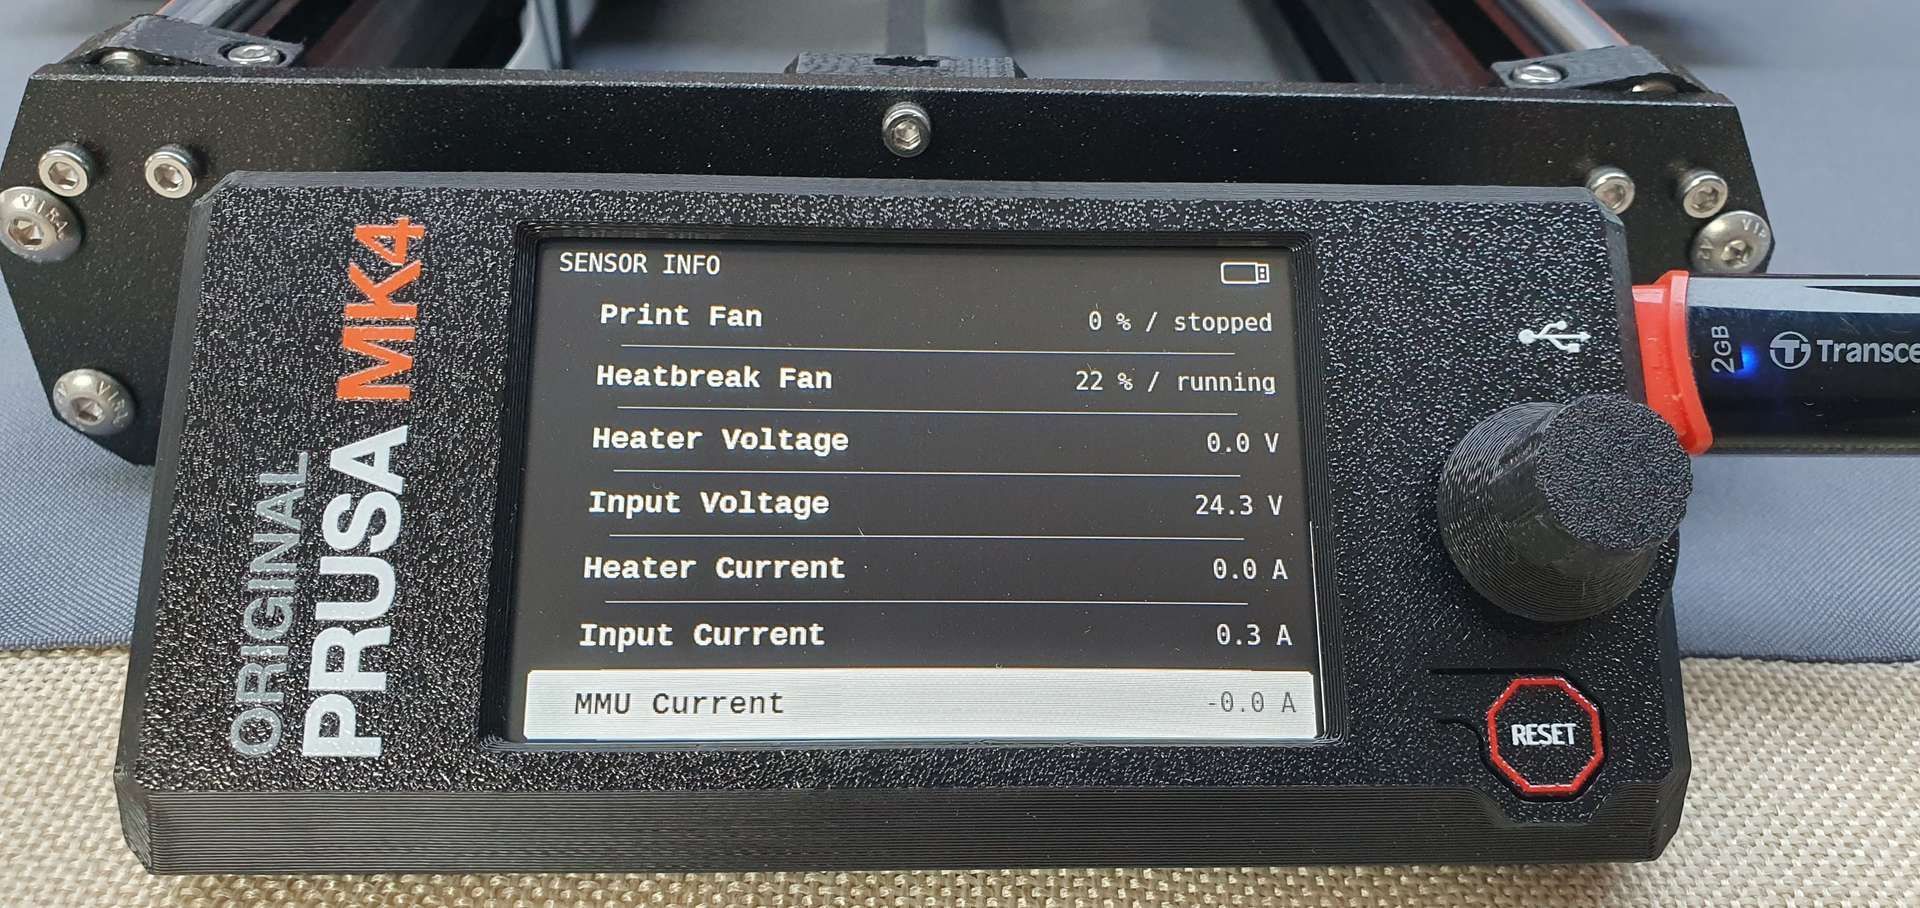 SENSOR INFO
Print Fan 0 % / stopped
Heatbreak Fan 22 % / running
Heater Voltage 0.0 V
Input Voltage 24.3 V
Heater Current 0.0 A
Input Current 0.3 A
MMU Current -0.0 A
ORIGINAL
PRUSA MK4
2GB
Transce
RESET